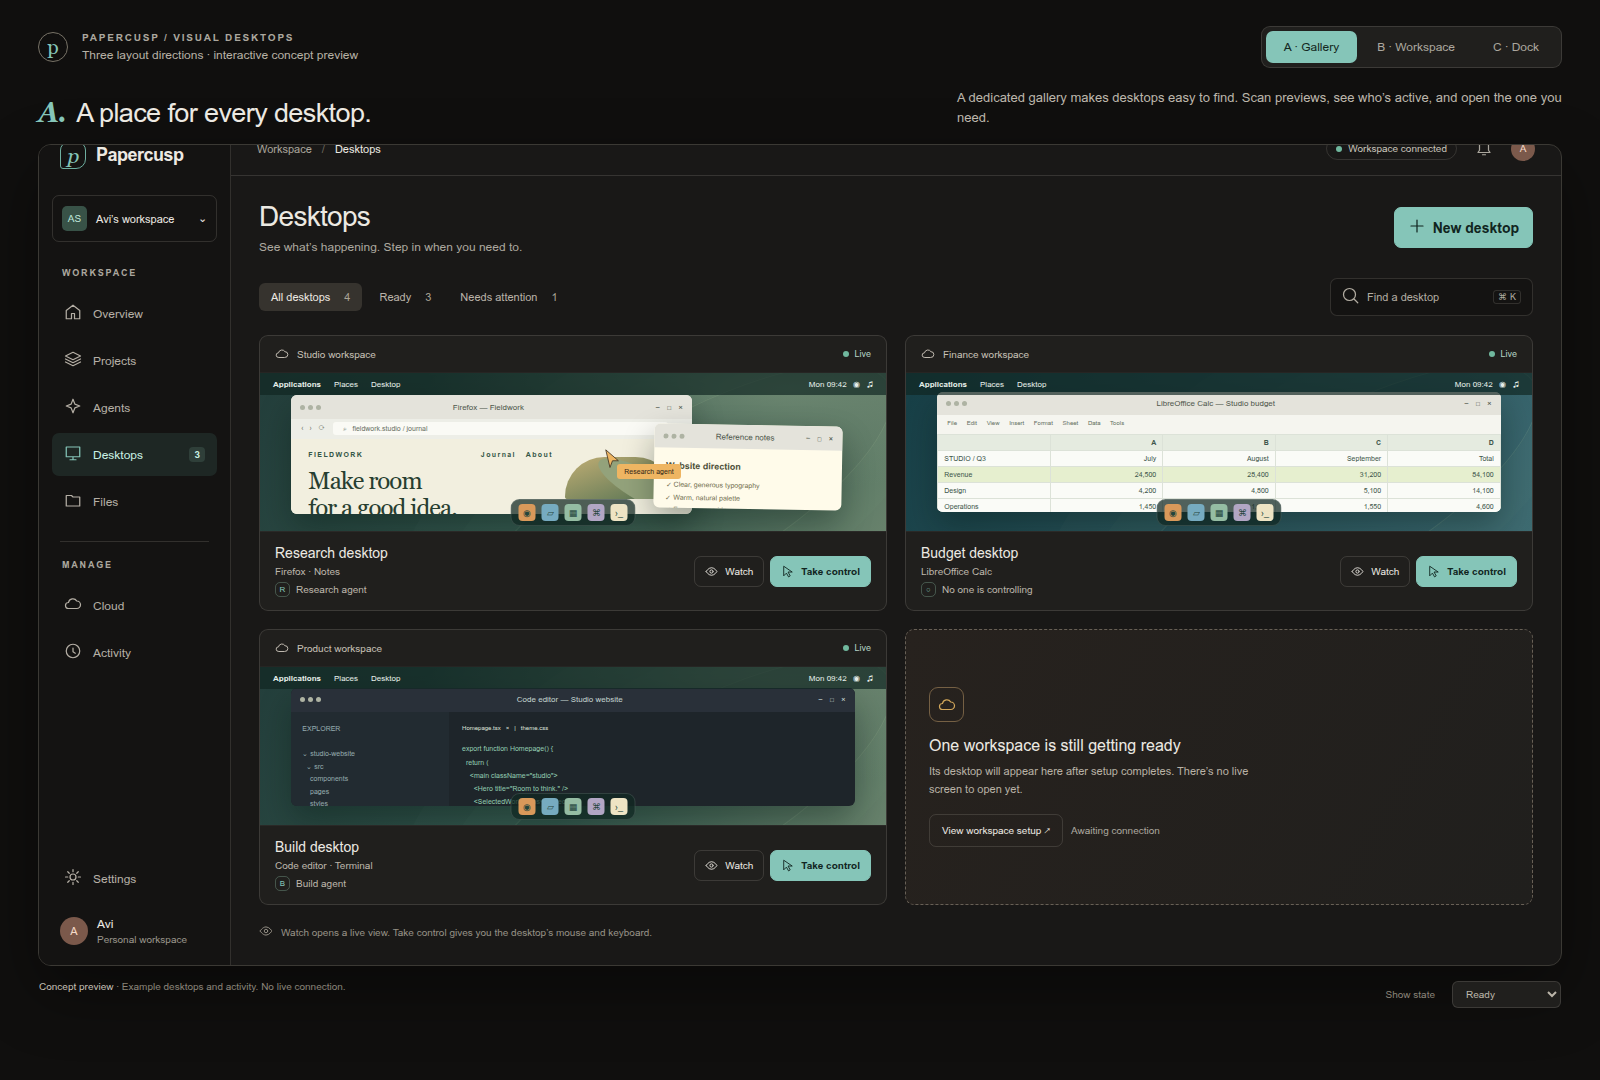 p
PAPERCUSP / VISUAL DESKTOPS
Three layout directions · interactive concept preview
A · Gallery
B · Workspace
C · Dock
A. A place for every desktop.
A dedicated gallery makes desktops easy to find. Scan previews, see who's active, and open the one you
need.
p Papercusp
Workspace / Desktops
Workspace connected
A
AS Avi's workspace
WORKSPACE
Overview
Projects
Agents
Desktops 3
Files
MANAGE
Cloud
Activity
Settings
A Avi
Personal workspace
Desktops
See what's happening. Step in when you need to.
New desktop
All desktops 4
Ready 3
Needs attention 1
Find a desktop ⌘ K
Studio workspace
Live
Applications Places Desktop
Mon 09:42
Firefox — Fieldwork
fieldwork.studio / journal
FIELDWORK
Journal About
Make room
for a good idea.
Research agent
Reference notes
bsite direction
✓ Clear, generous typography
✓ Warm, natural palette
Research desktop
Firefox · Notes
R Research agent
Watch
Take control
Finance workspace
Live
Applications Places Desktop
Mon 09:42
LibreOffice Calc — Studio budget
File Edit View Insert Format Sheet Data Tools
A B C D
STUDIO / Q3 July August September Total
Revenue 24,500 28,400 31,200 84,100
Design 4,200 4,800 5,100 14,100
Operations 1,450 1,550 4,600
Budget desktop
LibreOffice Calc
No one is controlling
Watch
Take control
Product workspace
Live
Applications Places Desktop
Mon 09:42
Code editor — Studio website
EXPLORER
studio-website
src
components
pages
styles
Homepage.tsx × | theme.css
export function Homepage() {
return (
<main className="studio">
<Hero title="Room to think." />
<SelectedW
Build desktop
Code editor · Terminal
B Build agent
Watch
Take control
One workspace is still getting ready
Its desktop will appear here after setup completes. There's no live
screen to open yet.
View workspace setup ↗
Awaiting connection
Watch opens a live view. Take control gives you the desktop's mouse and keyboard.
Concept preview · Example desktops and activity. No live connection.
Show state
Ready